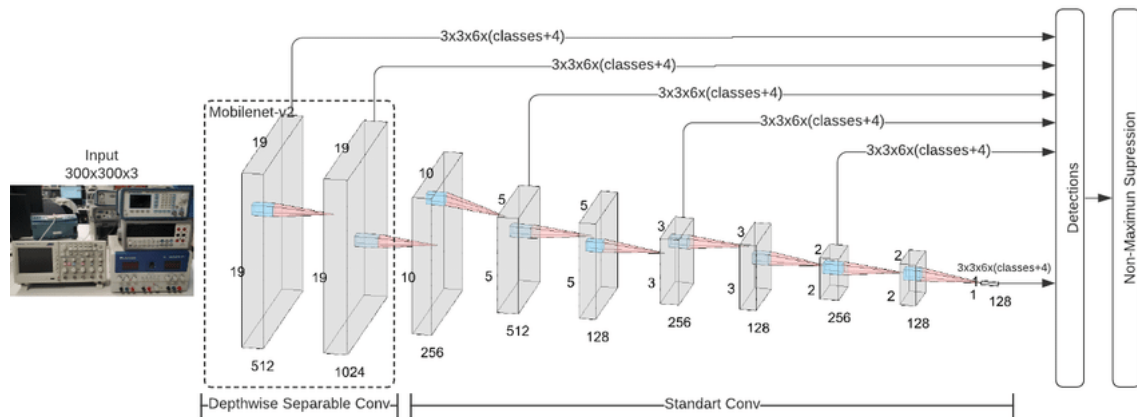 3x3x6x(classes+4)
3x3x6x(classes+4)
3x3x6x(classes+4)
3x3x6x(classes+4)
3x3x6x(classes+4)
Mobilenet-v2
Input
300x300x3
19
19
19
19
10
10
5
5
5
5
3
3
3
3
2
2
2
2
3x3x6x(classes+4)
1
1
512
1024
256
512
128
256
128
256
128
128
Depthwise Separable Conv
Standart Conv
Detections
Non-Maximun Supression